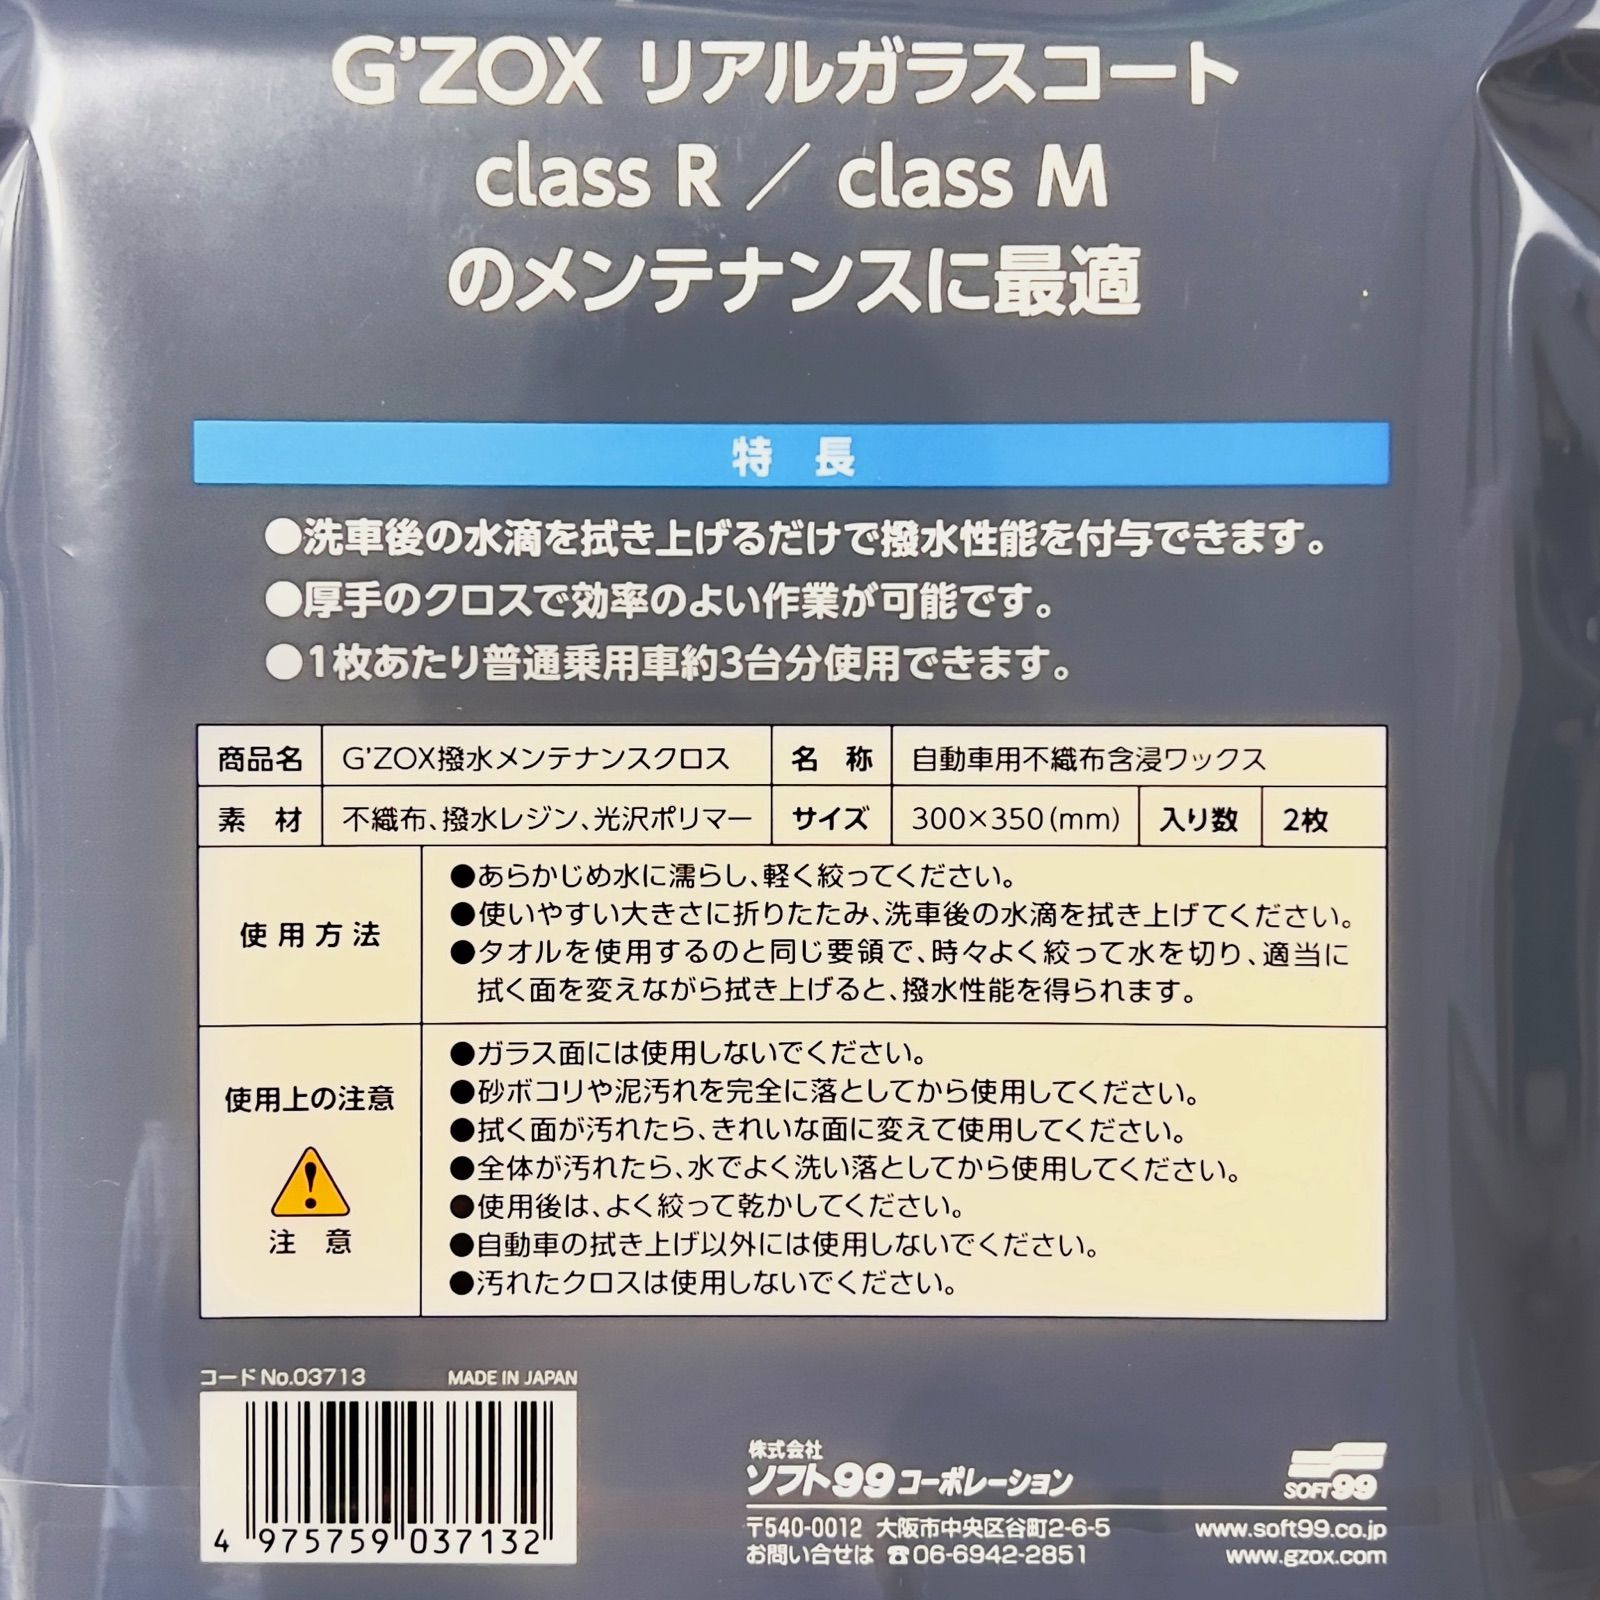 G'ZOX リアルガラスコート
class R ／ class M
のメンテナンスに最適
特 長
●洗車後の水滴を拭き上げるだけで撥水性能を付与できます。
●厚手のクロスで効率のよい作業が可能です。
●1枚あたり普通乗用車約3台分使用できます。
商品名 G'ZOX撥水メンテナンスクロス 名 称 自動車用不織布含浸ワックス
素 材 不織布、撥水レジン、光沢ポリマー サイズ 300×350(mm) 入り数 2枚
使用方法
●あらかじめ水に濡らし、軽く絞ってください。
●使いやすい大きさに折りたたみ、洗車後の水滴を拭き上げてください。
●タオルを使用するのと同じ要領で、時々よく絞って水を切り、適当に
拭く面を変えながら拭き上げると、撥水性能を得られます。
使用上の注意
注 意
●ガラス面には使用しないでください。
●砂ボコリや泥汚れを完全に落としてから使用してください。
●拭く面が汚れたら、きれいな面に変えて使用してください。
●全体が汚れたら、水でよく洗い落としてから使用してください。
●使用後は、よく絞って乾かしてください。
●自動車の拭き上げ以外には使用しないでください。
●汚れたクロスは使用しないでください。
コードNo.03713 MADE IN JAPAN
4 975759 037132
株式会社
ソフト99コーポレーション
SOFT99
〒540-0012 大阪市中央区谷町2-6-5 www.soft99.co.jp
お問い合せは ☎06-6942-2851 www.gzox.com